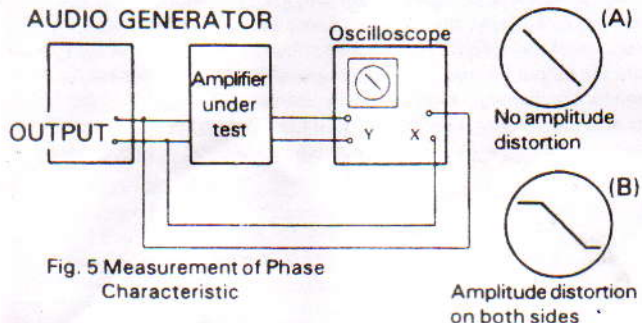 AUDIO GENERATOR
Oscilloscope
(A)
Amplifier
under
test
OUTPUT
Y X
No amplitude
distortion
(B)
Fig. 5 Measurement of Phase
Characteristic
Amplitude distortion
on both sides